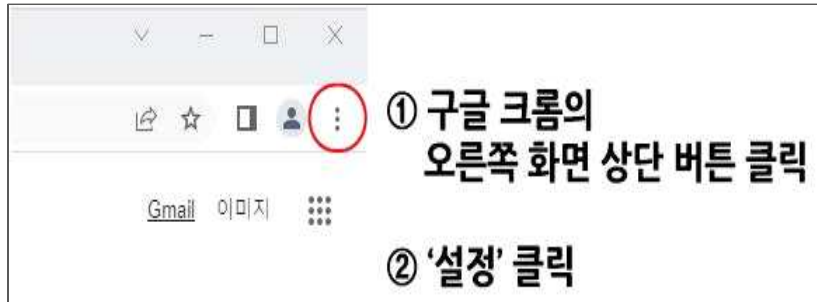 ① 구글 크롬의
오른쪽 화면 상단 버튼 클릭
Gmail 이미지
② ‘설정’ 클릭